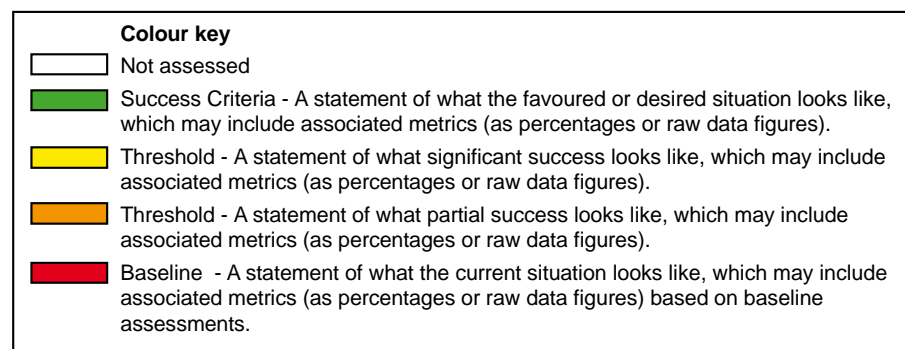 Colour key
Not assessed
Success Criteria - A statement of what the favoured or desired situation looks like,
which may include associated metrics (as percentages or raw data figures).
Threshold - A statement of what significant success looks like, which may include
associated metrics (as percentages or raw data figures).
Threshold - A statement of what partial success looks like, which may include
associated metrics (as percentages or raw data figures).
Baseline - A statement of what the current situation looks like, which may include
associated metrics (as percentages or raw data figures) based on baseline
assessments.